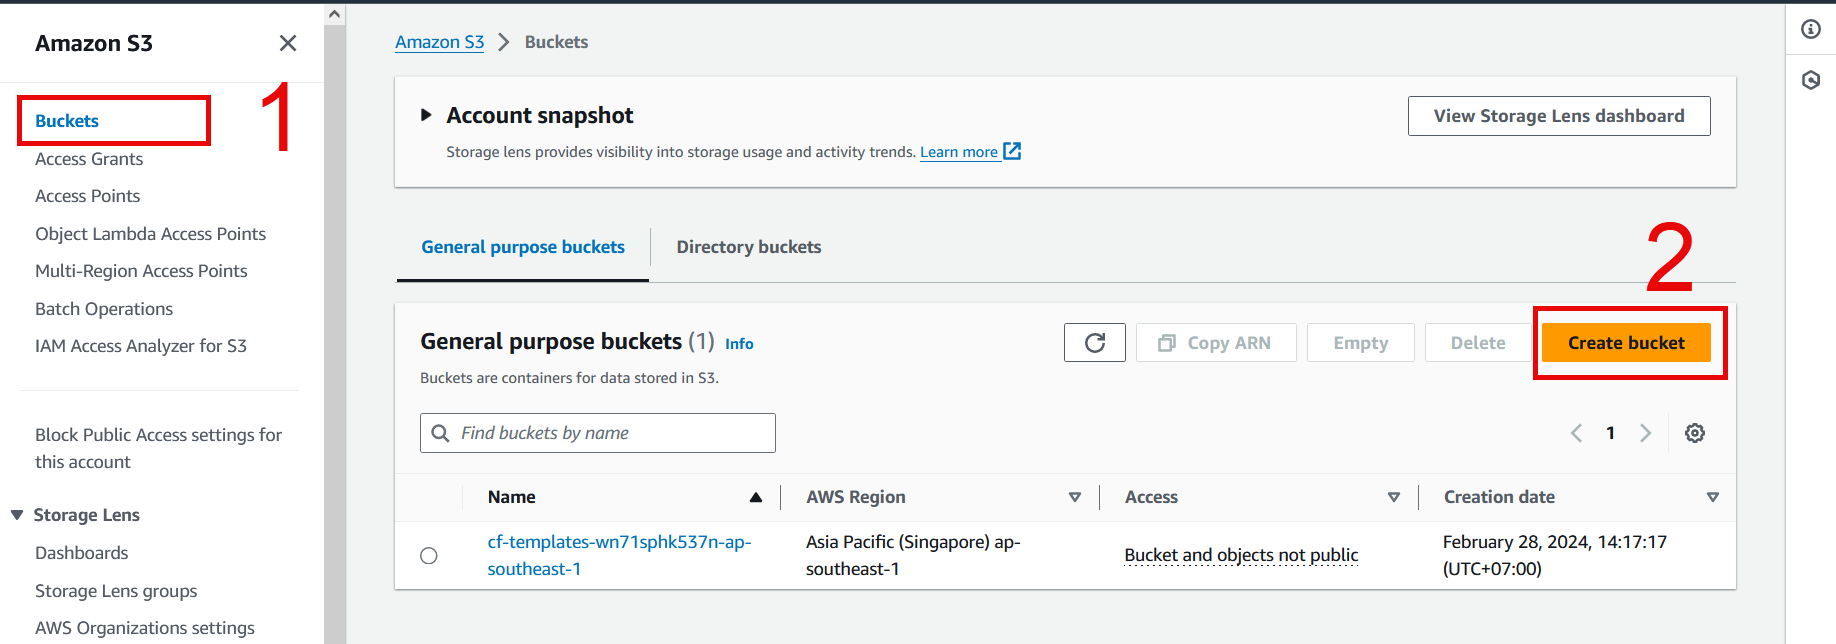 Amazon S3
Buckets
1
Access Grants
Access Points
Object Lambda Access Points
Multi-Region Access Points
Batch Operations
IAM Access Analyzer for S3
Block Public Access settings for
this account
Storage Lens
Dashboards
Storage Lens groups
AWS Organizations settings
Amazon S3 > Buckets
Account snapshot
View Storage Lens dashboard
Storage lens provides visibility into storage usage and activity trends. Learn more
General purpose buckets Directory buckets
2
General purpose buckets (1) Info
Copy ARN Empty Delete Create bucket
Buckets are containers for data stored in S3.
Find buckets by name
1
Name AWS Region Access Creation date
cf-templates-wn71sphk537n-ap-
southeast-1
Asia Pacific (Singapore) ap-
southeast-1
Bucket and objects not public
February 28, 2024, 14:17:17
(UTC+07:00)